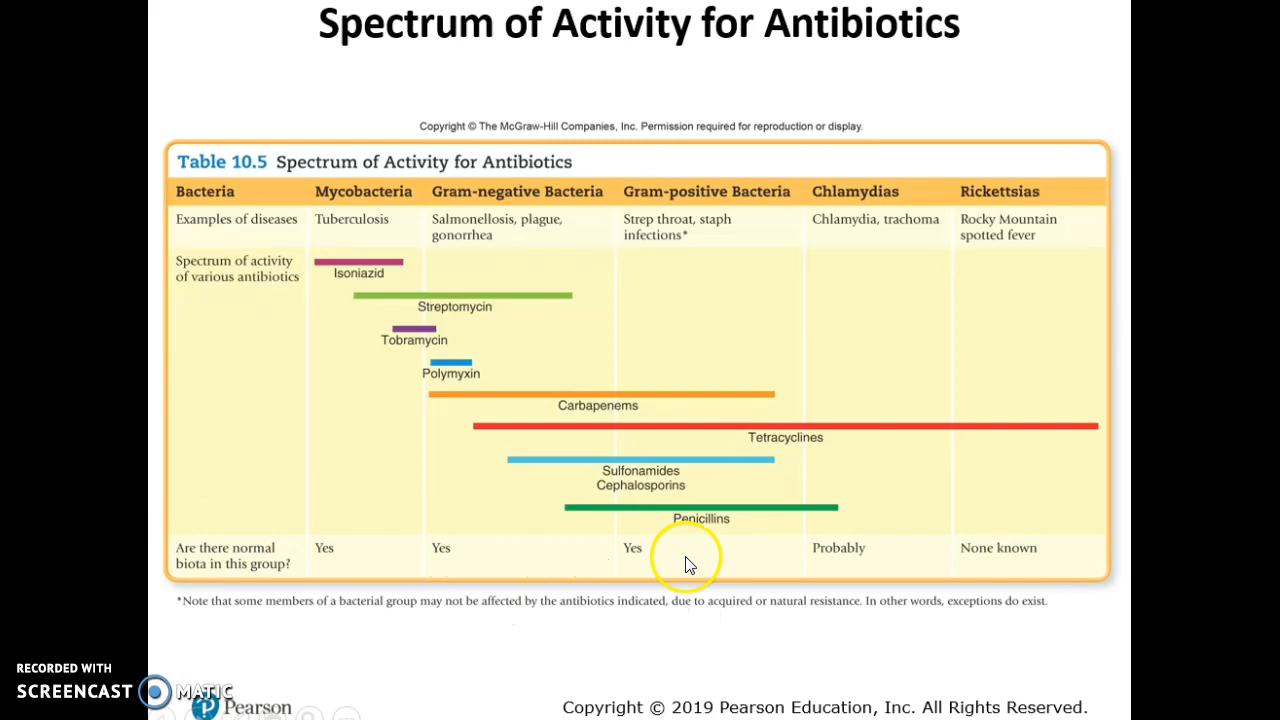 Spectrum of Activity for Antibiotics
Copyright © The McGraw-Hill Companies, Inc. Permission required for reproduction or display.
Table 10.5 Spectrum of Activity for Antibiotics
Bacteria Mycobacteria Gram-negative Bacteria Gram-positive Bacteria Chlamydias Rickettsias
Examples of diseases Tuberculosis Salmonellosis, plague, Strep throat, staph Chlamydia, trachoma Rocky Mountain
gonorrhea infections* spotted fever
Spectrum of activity
of various antibiotics
Isoniazid
Streptomycin
Tobramycin
Polymyxin
Carbapenems
Tetracyclines
Sulfonamides
Cephalosporins
Penicillins
Are there normal Yes Yes Yes Probably None known
biota in this group?
*Note that some members of a bacterial group may not be affected by the antibiotics indicated, due to acquired or natural resistance. In other words, exceptions do exist.
RECORDED WITH
SCREENCAST MATIC
Pearson
Copyright © 2019 Pearson Education, Inc. All Rights Reserved.